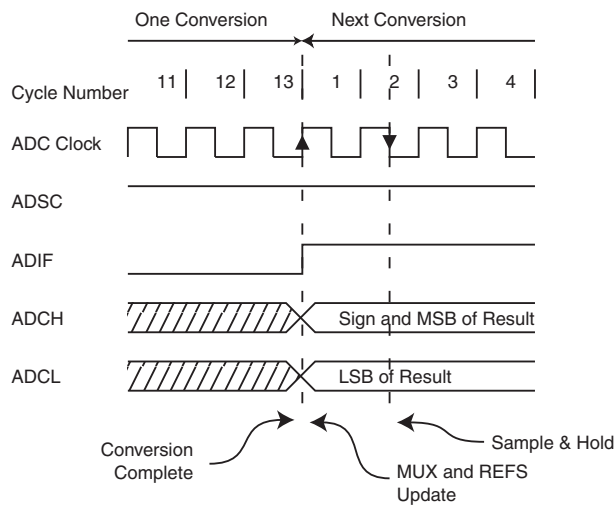 One Conversion Next Conversion
Cycle Number 11 12 13 1 2 3 4
ADC Clock
ADSC
ADIF
ADCH Sign and MSB of Result
ADCL LSB of Result
Conversion
Complete
MUX and REFS
Update
Sample & Hold